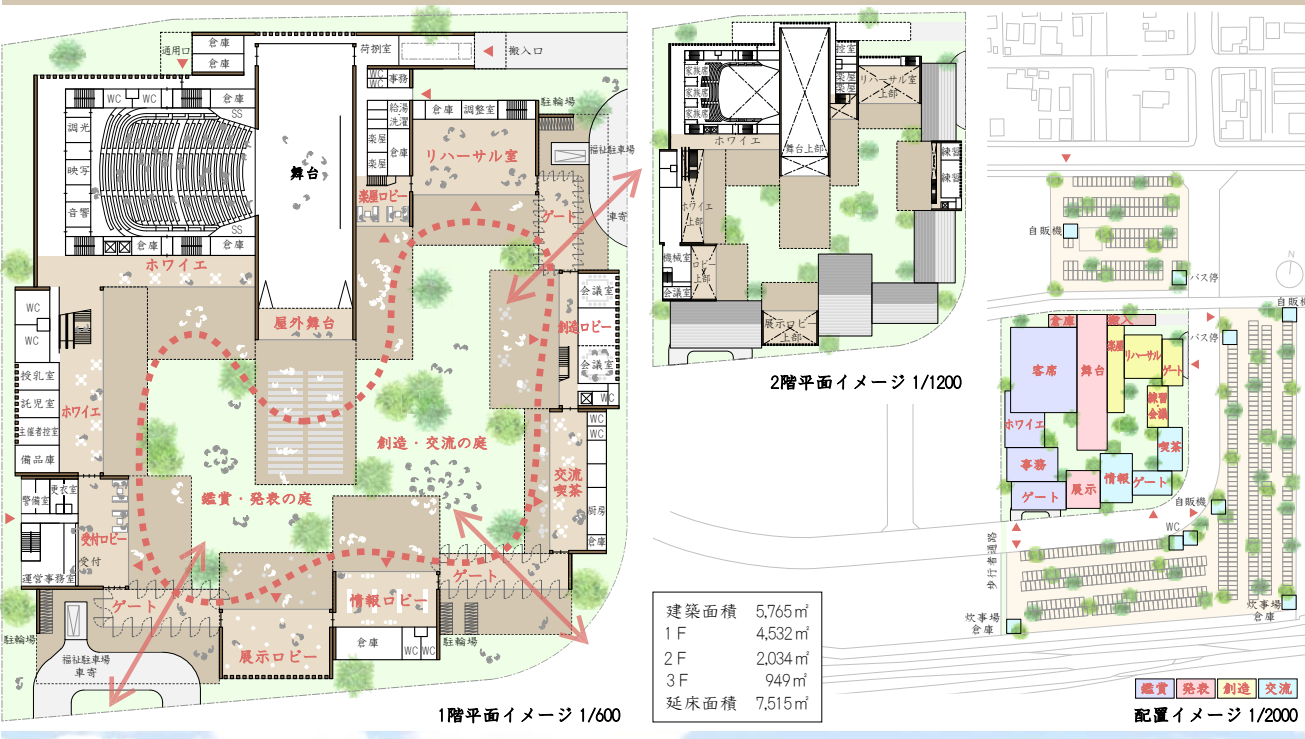 通用口
倉庫
倉庫
荷捌室
搬入口
WC
WC
事務
WC
WC
倉庫
SS
調光
映写
音響
舞台
給湯
洗濯
楽屋
倉庫
楽屋
倉庫
調整室
リハーサル室
駐輪場
福祉駐車場
車寄
ゲート
楽屋ロビー
SS
倉庫
倉庫
ホワイエ
屋外舞台
会議室
創造ロビー
会議室
WC
WC
WC
授乳室
託児室
主催者控室
備品庫
ホワイエ
創造・交流の庭
鑑賞・発表の庭
WC
WC
交流
喫茶
厨房
倉庫
警備室
更衣室
受付ロビー
受付
運営事務室
ゲート
ゲート
情報ロビー
展示ロビー
倉庫
WC
WC
駐輪場
駐輪場
福祉駐車場
車寄
1階平面イメージ 1/600
家族席
家族席
家族席
控室
楽屋
楽屋
リハーサル室
上部
ホワイエ
舞台上部
練習
練習
ホワイエ
上部
機械室
ロビー
上部
会議室
展示ロビー
上部
2階平面イメージ 1/1200
建築面積 5,765㎡
1F 4,532㎡
2F 2,034㎡
3F 949㎡
延床面積 7,515㎡
自販機
バス停
N
自販機
バス停
倉庫
搬入
客席
舞台
楽屋
リハーサル
ゲート
練習
会議
ホワイエ
喫茶
事務
情報
ゲート
展示
ゲート
自販機
WC
歩行者通路
炊事場
倉庫
炊事場
倉庫
鑑賞 発表 創造 交流
配置イメージ 1/2000